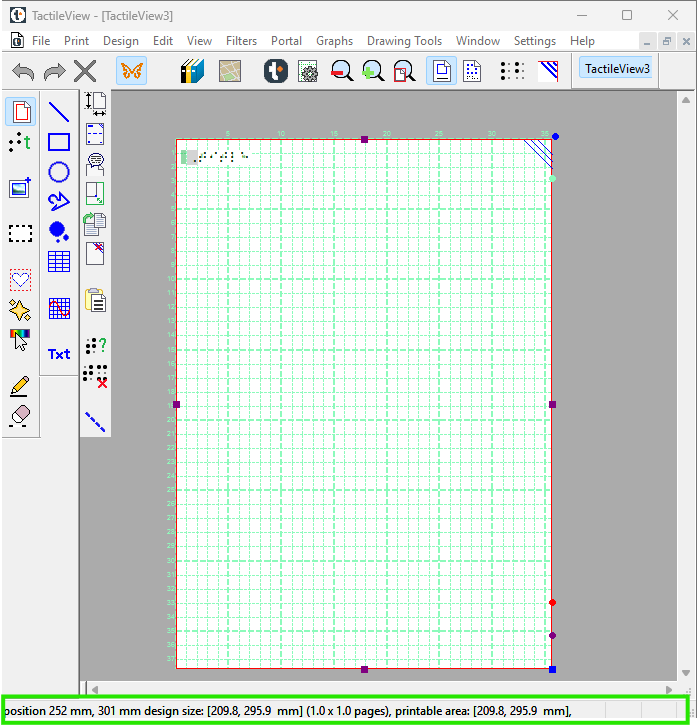 TactileView - [TactileView3]
File Print Design Edit View Filters Portal Graphs Drawing Tools Window Settings Help
TactileView3
t
?
Txt
5 10 15 20 25 30 35
position 252 mm, 301 mm design size: [209.8, 295.9 mm] (1.0 x 1.0 pages), printable area: [209.8, 295.9 mm],